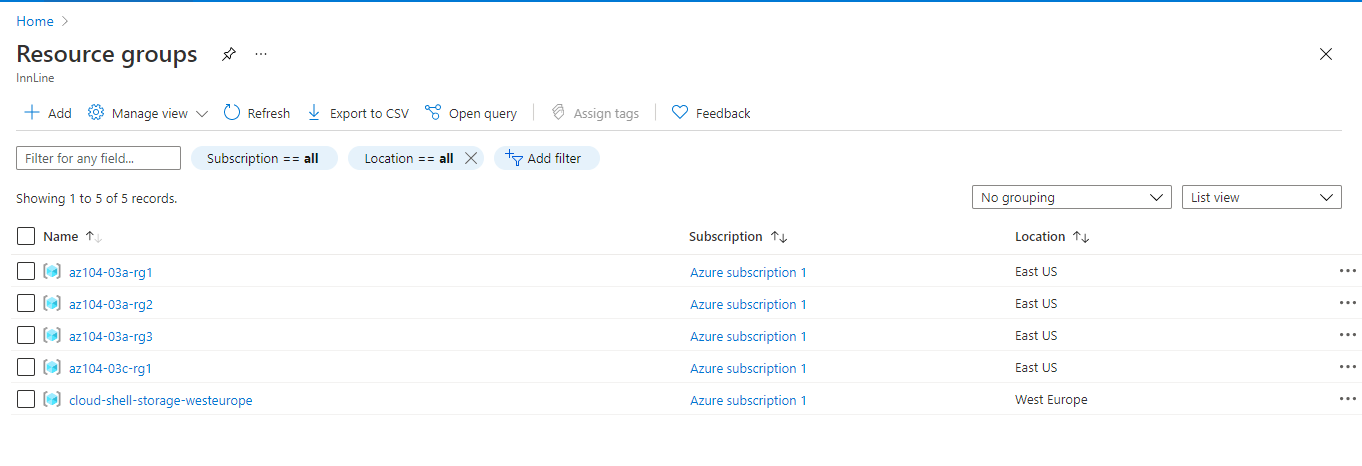 Home
Resource groups
InnLine
Add Manage view Refresh Export to CSV Open query Assign tags Feedback
Filter for any field... Subscription == all Location == all Add filter
Showing 1 to 5 of 5 records. No grouping List view
Name Subscription Location
az104-03a-rg1 Azure subscription 1 East US
az104-03a-rg2 Azure subscription 1 East US
az104-03a-rg3 Azure subscription 1 East US
az104-03c-rg1 Azure subscription 1 East US
cloud-shell-storage-westeurope Azure subscription 1 West Europe